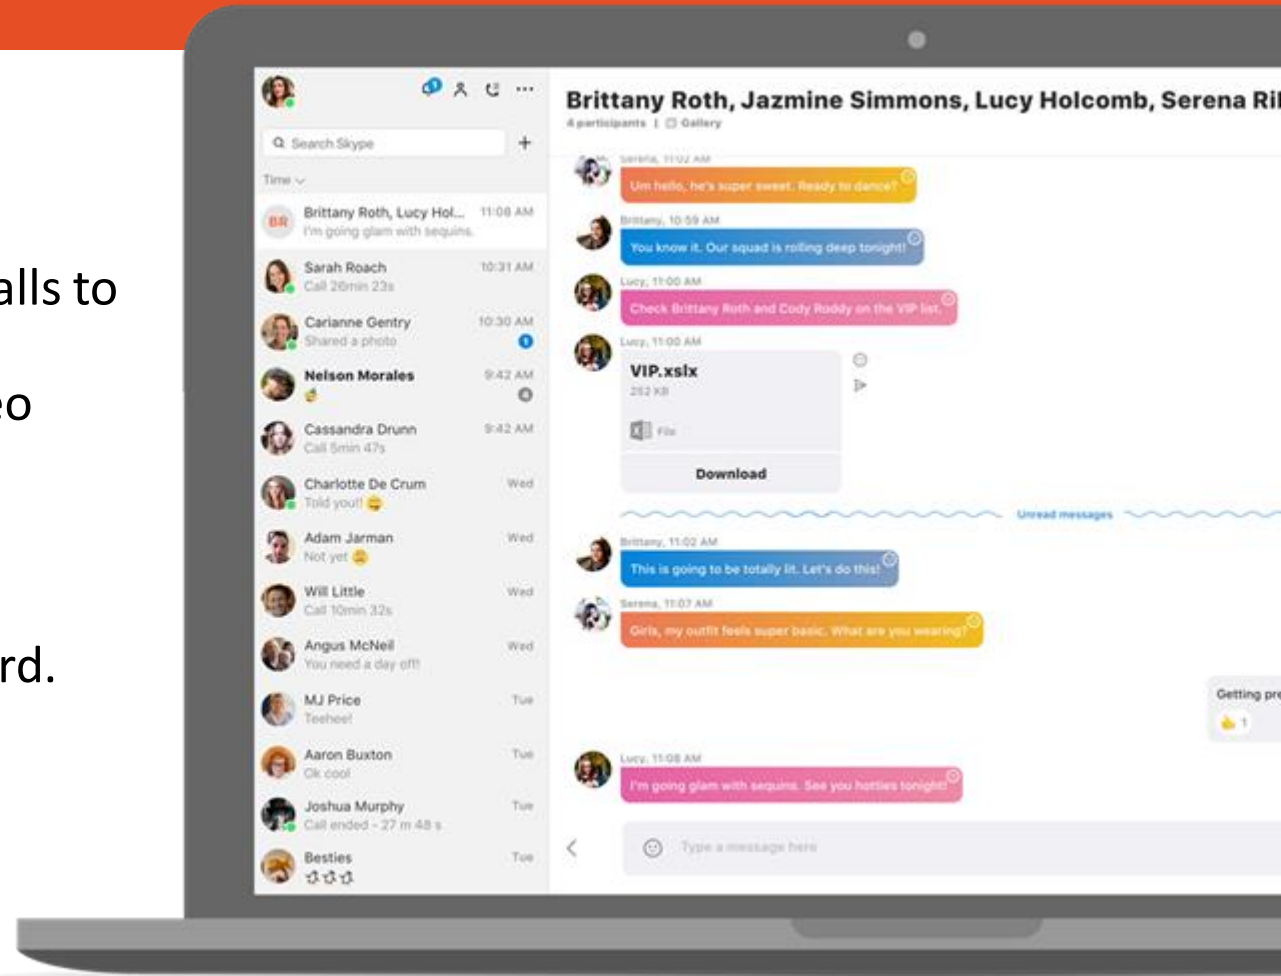 alls to
eo
rd.
1
Search Skype
Time
BR
Brittany Roth, Lucy Hol... 11:08 AM
I'm going glam with sequins.
Sarah Roach 10:31 AM
Call 26min 23s
Carianne Gentry 10:30 AM
Shared a photo 1
Nelson Morales 9:42 AM
4
Cassandra Drunn 9:42 AM
Call 5min 47s
Charlotte De Crum Wed
Told you!!
Adam Jarman Wed
Not yet
Will Little Wed
Call 10min 32s
Angus McNeil Wed
You need a day off!
MJ Price Tue
Teehee!
Aaron Buxton Tue
Ok cool
Joshua Murphy Tue
Call ended - 27 m 48 s
Besties Tue
Brittany Roth, Jazmine Simmons, Lucy Holcomb, Serena Ril
4 participants | Gallery
Serena, 11:02 AM
Um hello, he's super sweet. Ready to dance?
Brittany, 10:59 AM
You know it. Our squad is rolling deep tonight!
Lucy, 11:00 AM
Check Brittany Roth and Cody Roddy on the VIP list.
Lucy, 11:00 AM
VIP.xslx
252 KB
File
Download
Unread messages
Brittany, 11:02 AM
This is going to be totally lit. Let's do this!
Serena, 11:07 AM
Girls, my outfit feels super basic. What are you wearing?
Getting pre
1
Lucy, 11:08 AM
I'm going glam with sequins. See you hotties tonight!
Type a message here